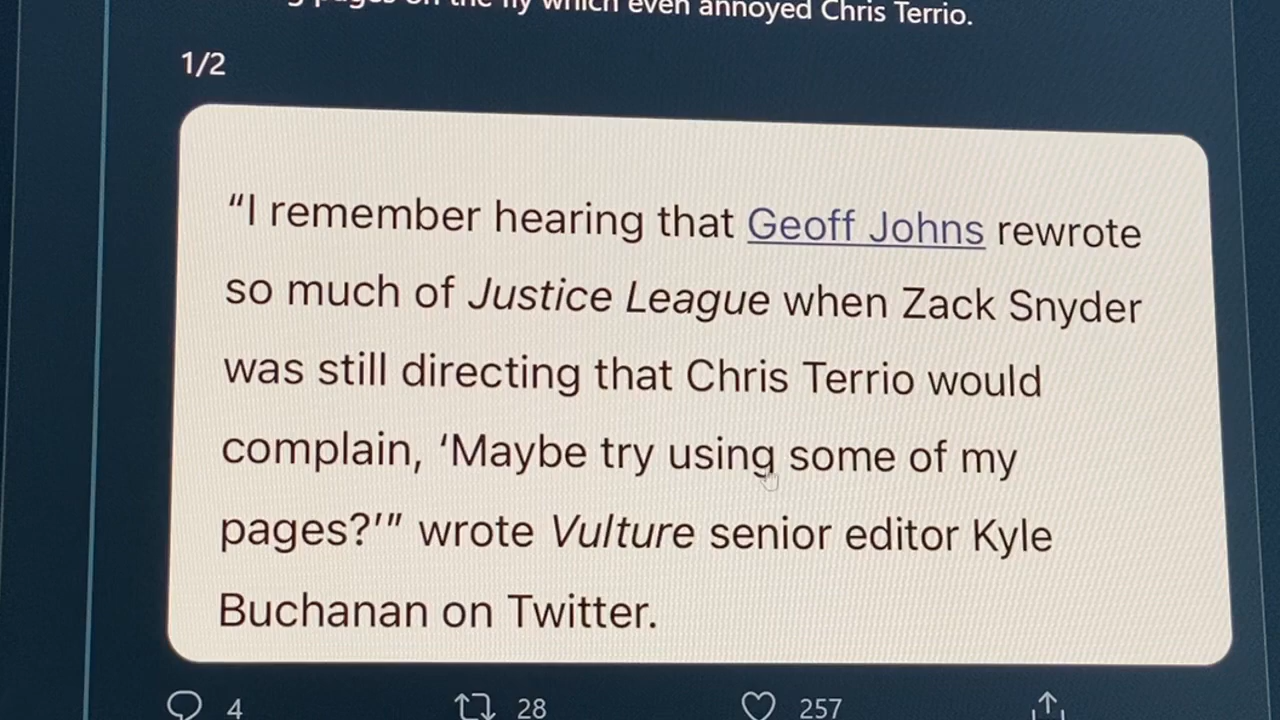 pages on the fly which even annoyed Chris Terrio.
1/2
“I remember hearing that Geoff Johns rewrote
so much of Justice League when Zack Snyder
was still directing that Chris Terrio would
complain, ‘Maybe try using some of my
pages?’” wrote Vulture senior editor Kyle
Buchanan on Twitter.
4 28 257